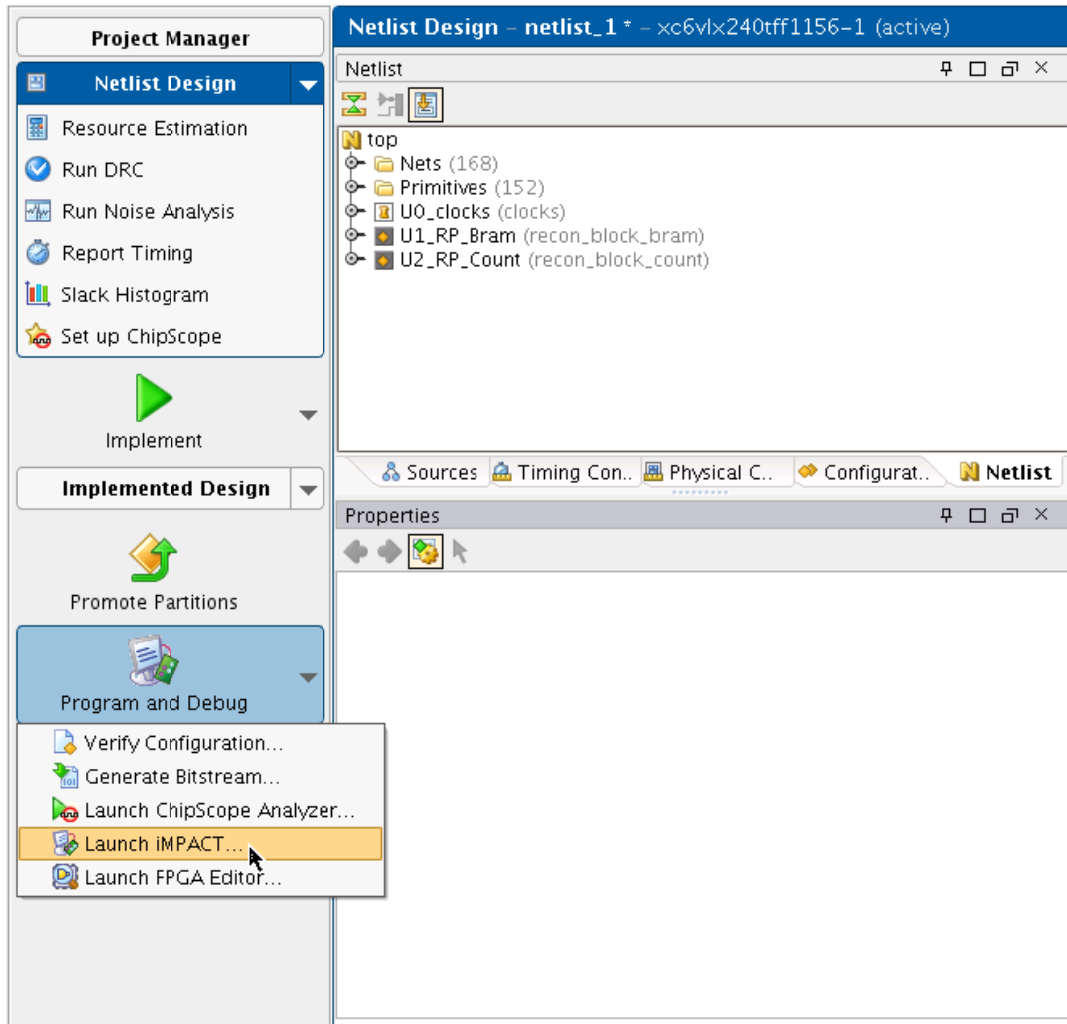 Project Manager
Netlist Design
Resource Estimation
Run DRC
Run Noise Analysis
Report Timing
Slack Histogram
Set up ChipScope
Implement
Implemented Design
Promote Partitions
Program and Debug
Verify Configuration...
Generate Bitstream...
Launch ChipScope Analyzer...
Launch iMPACT...
Launch FPGA Editor...
Netlist Design - netlist_1 * - xc6vlx240tff1156-1 (active)
Netlist
top
Nets (168)
Primitives (152)
U0_clocks (clocks)
U1_RP_Bram (recon_block_bram)
U2_RP_Count (recon_block_count)
Sources Timing Con.. Physical C.. Configurat.. Netlist
Properties